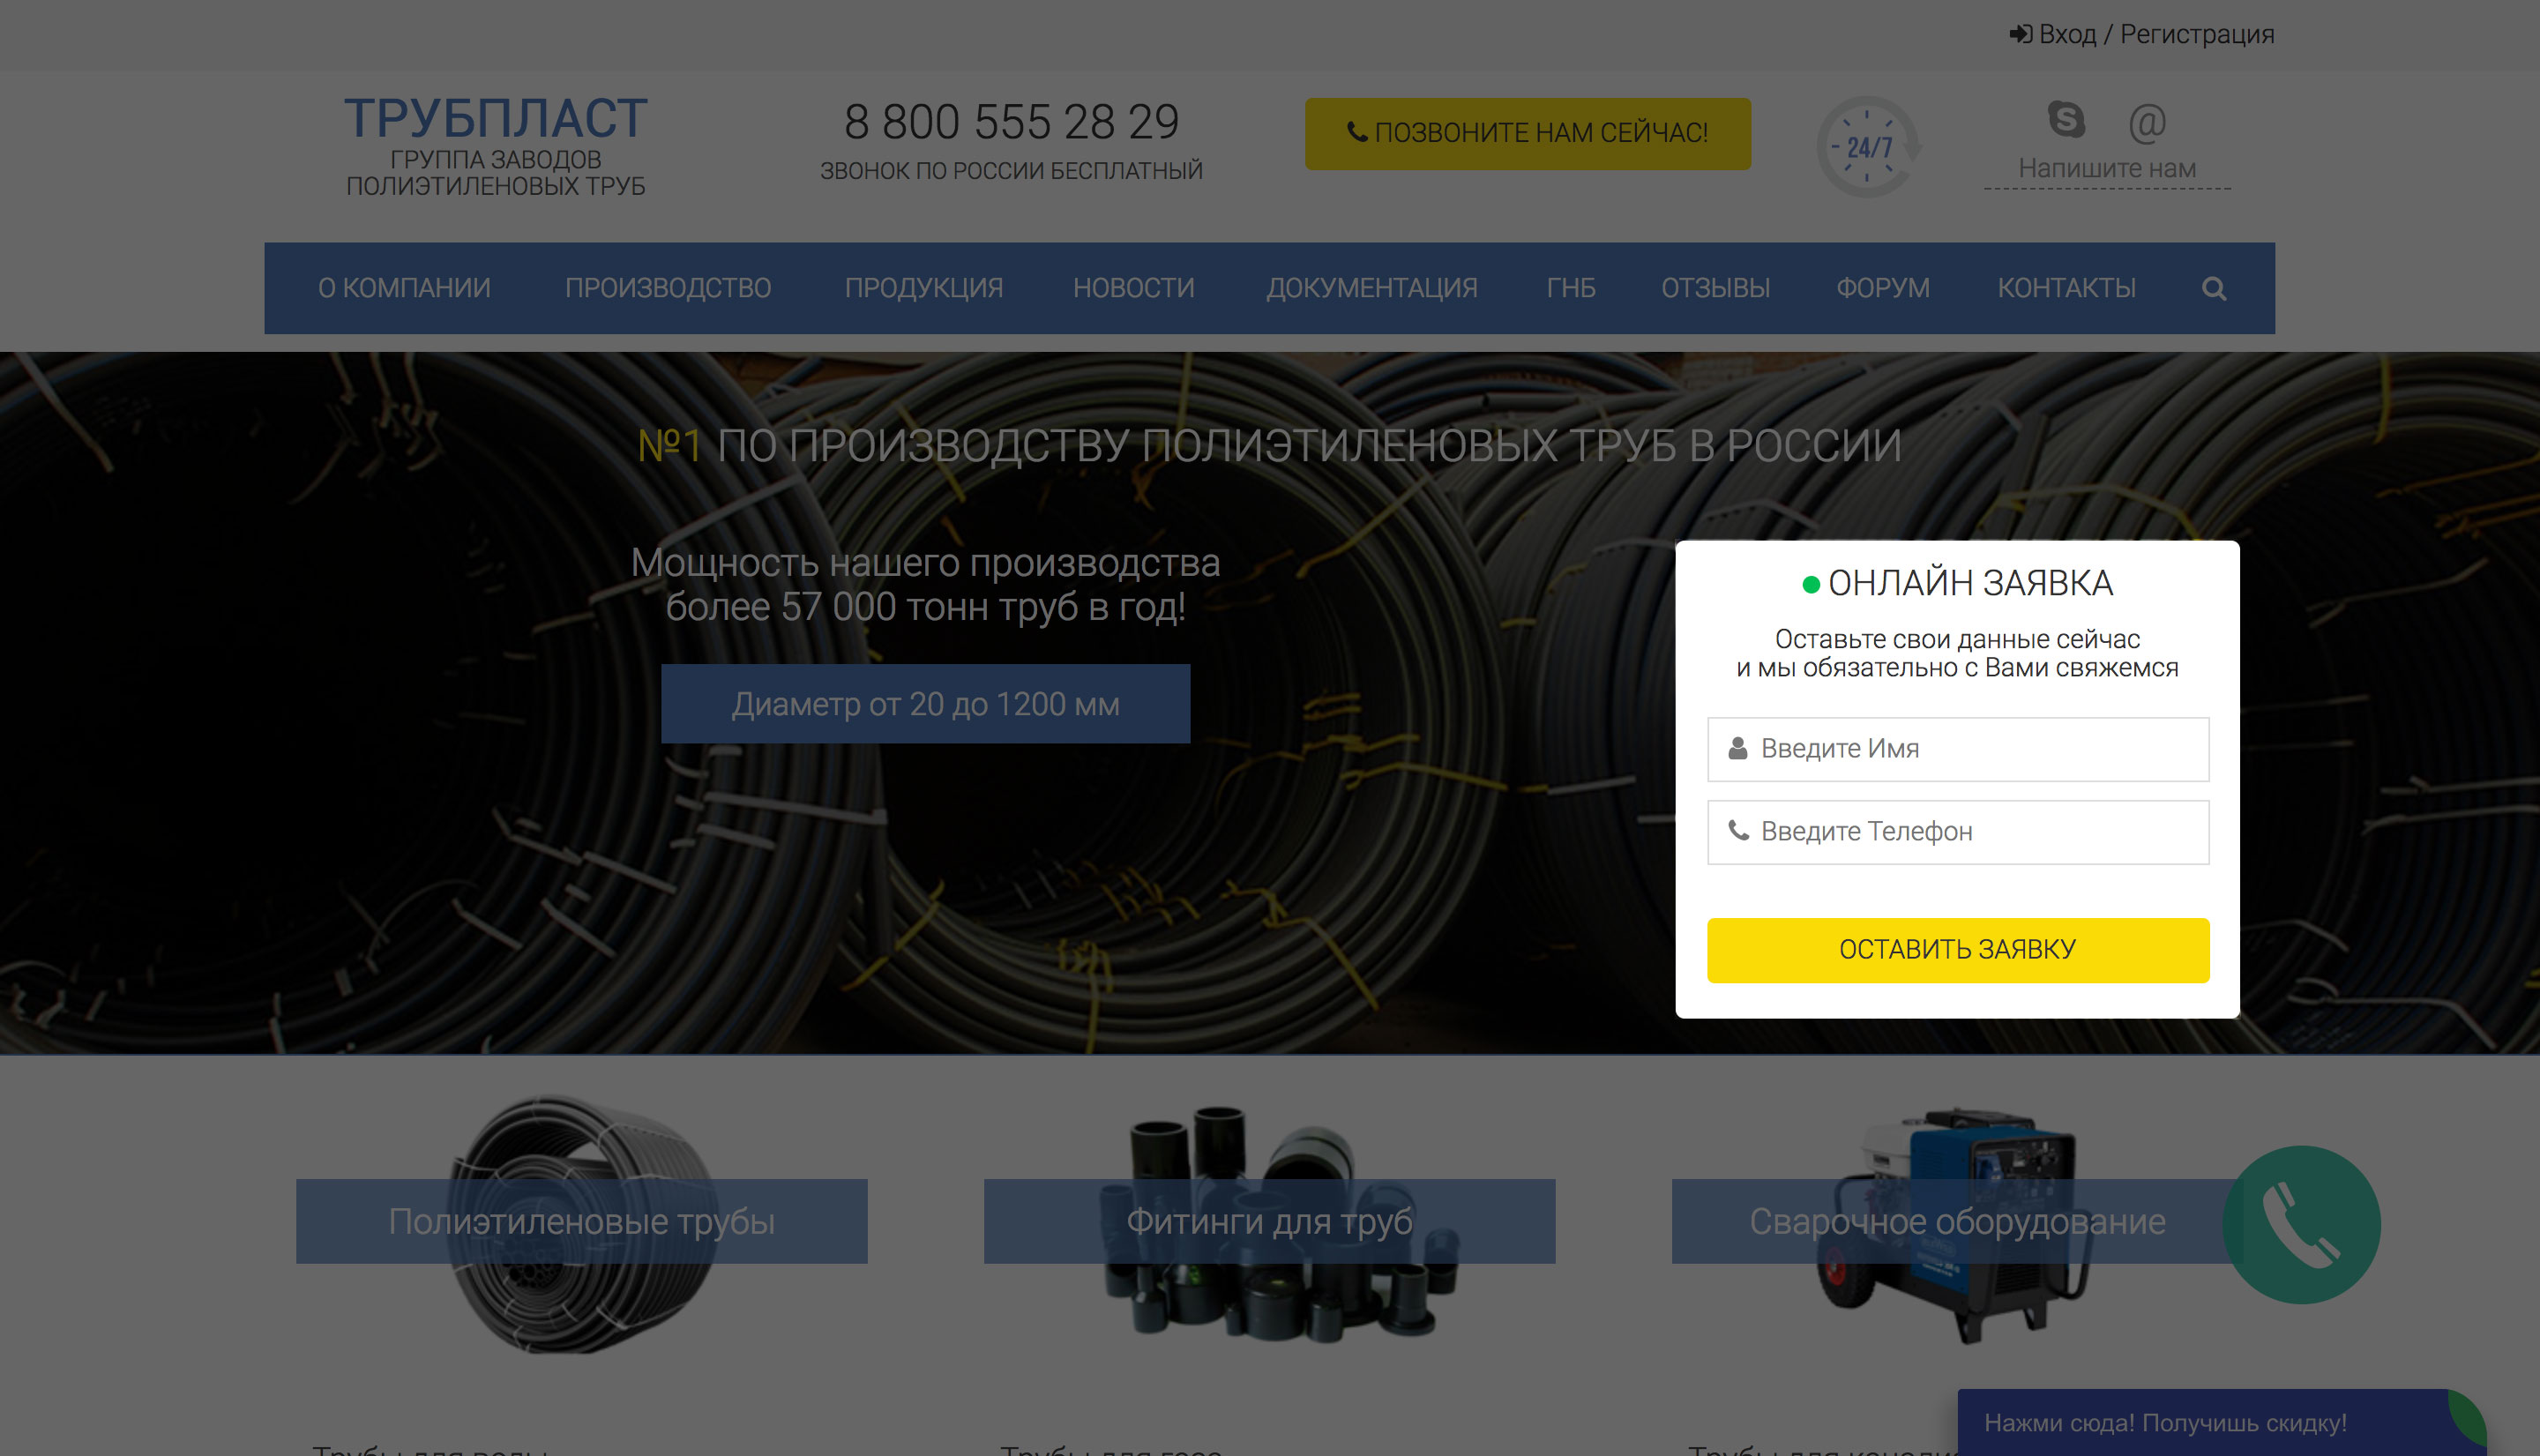 Вход / Регистрация
ТРУБПЛАСТ
ГРУППА ЗАВОДОВ
ПОЛИЭТИЛЕНОВЫХ ТРУБ
8 800 555 28 29
ЗВОНОК ПО РОССИИ БЕСПЛАТНЫЙ
ПОЗВОНИТЕ НАМ СЕЙЧАС!
24/7
@
Напишите нам
О КОМПАНИИ ПРОИЗВОДСТВО ПРОДУКЦИЯ НОВОСТИ ДОКУМЕНТАЦИЯ ГНБ ОТЗЫВЫ ФОРУМ КОНТАКТЫ
№1 ПО ПРОИЗВОДСТВУ ПОЛИЭТИЛЕНОВЫХ ТРУБ В РОССИИ
Мощность нашего производства
более 57 000 тонн труб в год!
Диаметр от 20 до 1200 мм
ОНЛАЙН ЗАЯВКА
Оставьте свои данные сейчас
и мы обязательно с Вами свяжемся
Введите Имя
Введите Телефон
ОСТАВИТЬ ЗАЯВКУ
Полиэтиленовые трубы
Фитинги для труб
Сварочное оборудование
Нажми сюда! Получишь скидку!
Трубы для воды
Трубы для газа
Трубы для